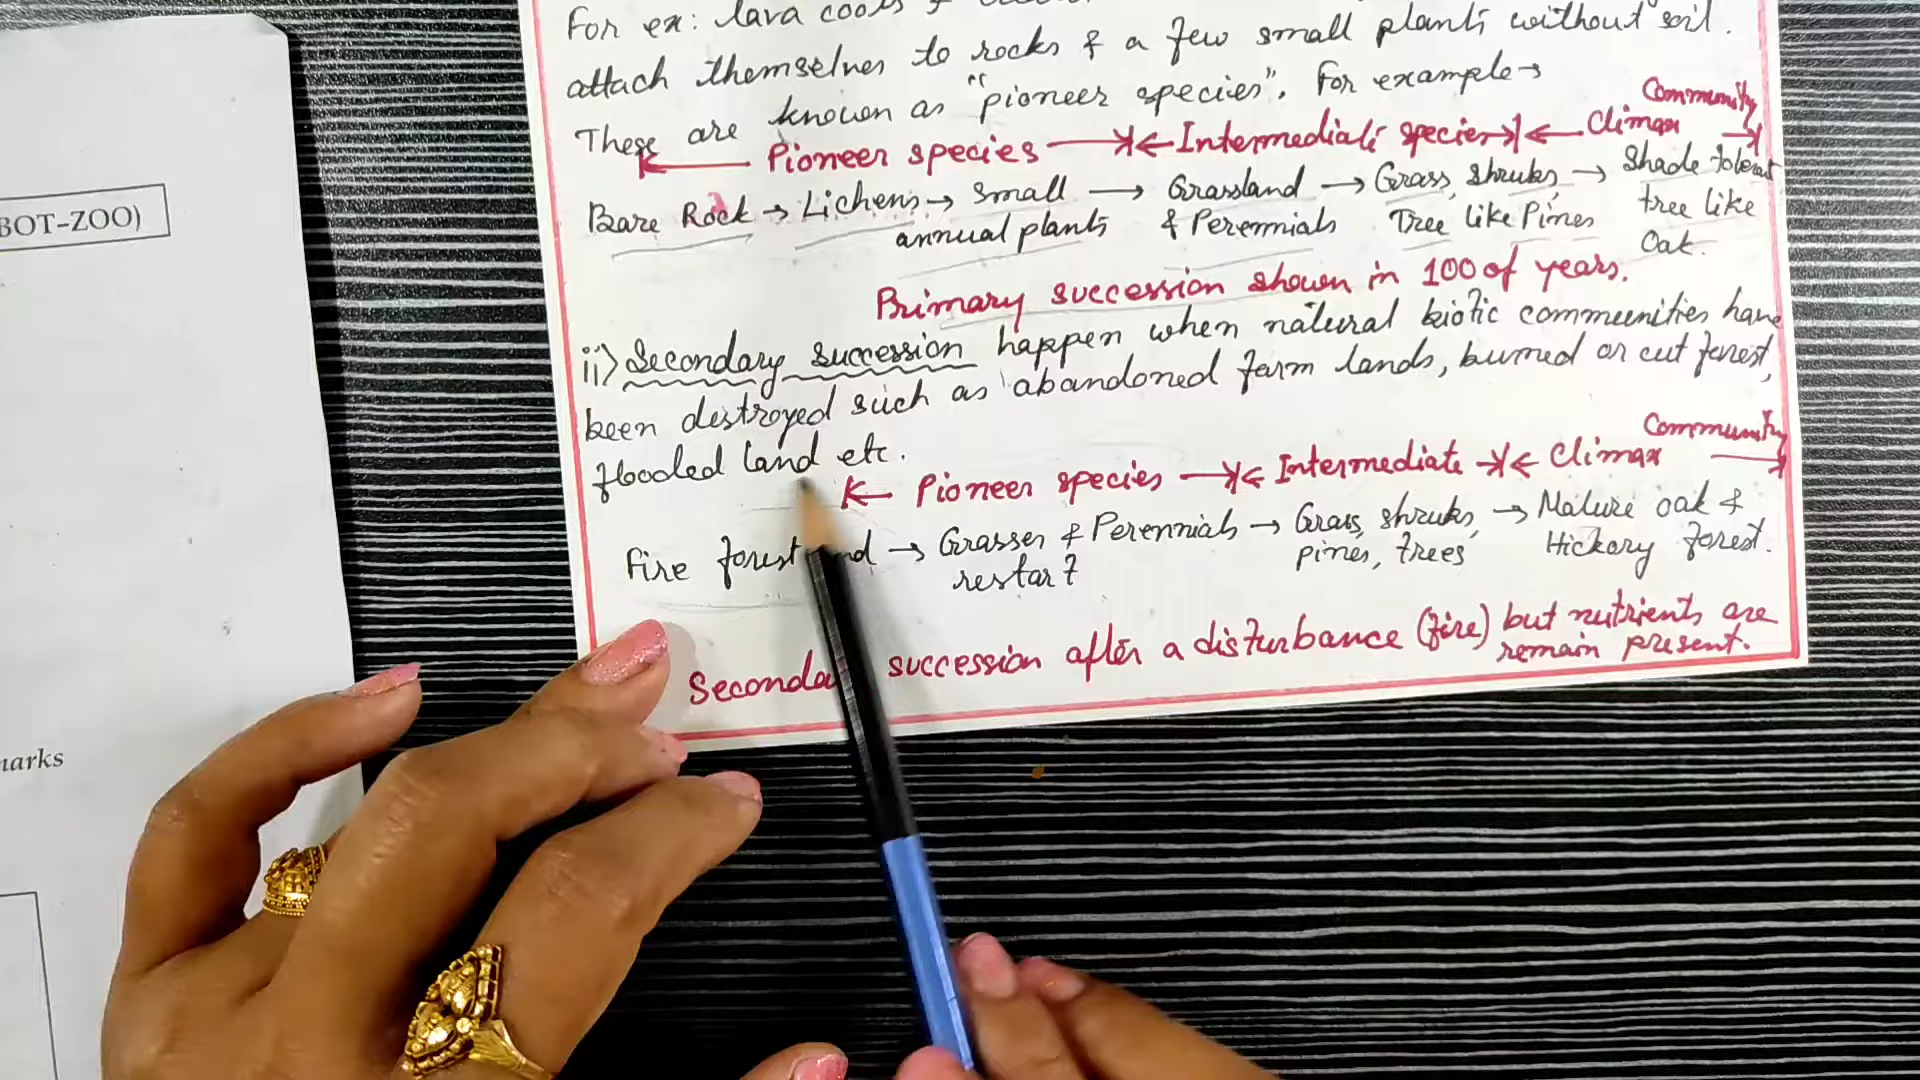 BOT-ZOO)
marks
For ex: lava cools &
attach themselves to rocks & a few small plants without soil.
These are known as "pioneer species". For example →
Pioneer species Intermediate species Climax Community
Bare Rock → Lichens → Small annual plants → Grassland & Perennials → Grass, shrubs, Tree like Pines → Shade tolerant tree like Oak.
Primary succession shown in 100 of years.
ii) Secondary succession happen when natural biotic communities have
been destroyed such as abandoned farm lands, burned or cut forest,
flooded land etc.
Pioneer species Intermediate Climax Community
Fire forest → Grasses & Perennials restart → Grass, shrubs, pines, trees → Mature oak & Hickory forest.
succession after a disturbance (fire) but nutrients are
remain present.